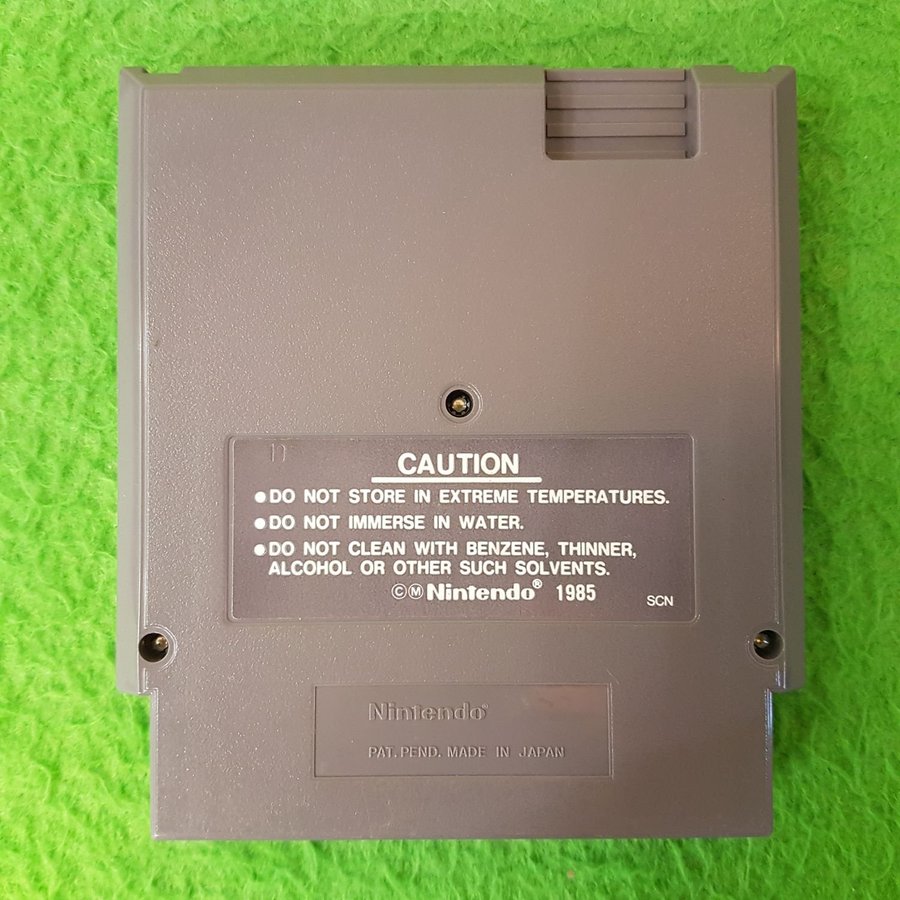 CAUTION
●DO NOT STORE IN EXTREME TEMPERATURES.
●DO NOT IMMERSE IN WATER.
●DO NOT CLEAN WITH BENZENE, THINNER,
ALCOHOL OR OTHER SUCH SOLVENTS.
©Ⓜ Nintendo® 1985
SCN
Nintendo®
PAT. PEND. MADE IN JAPAN